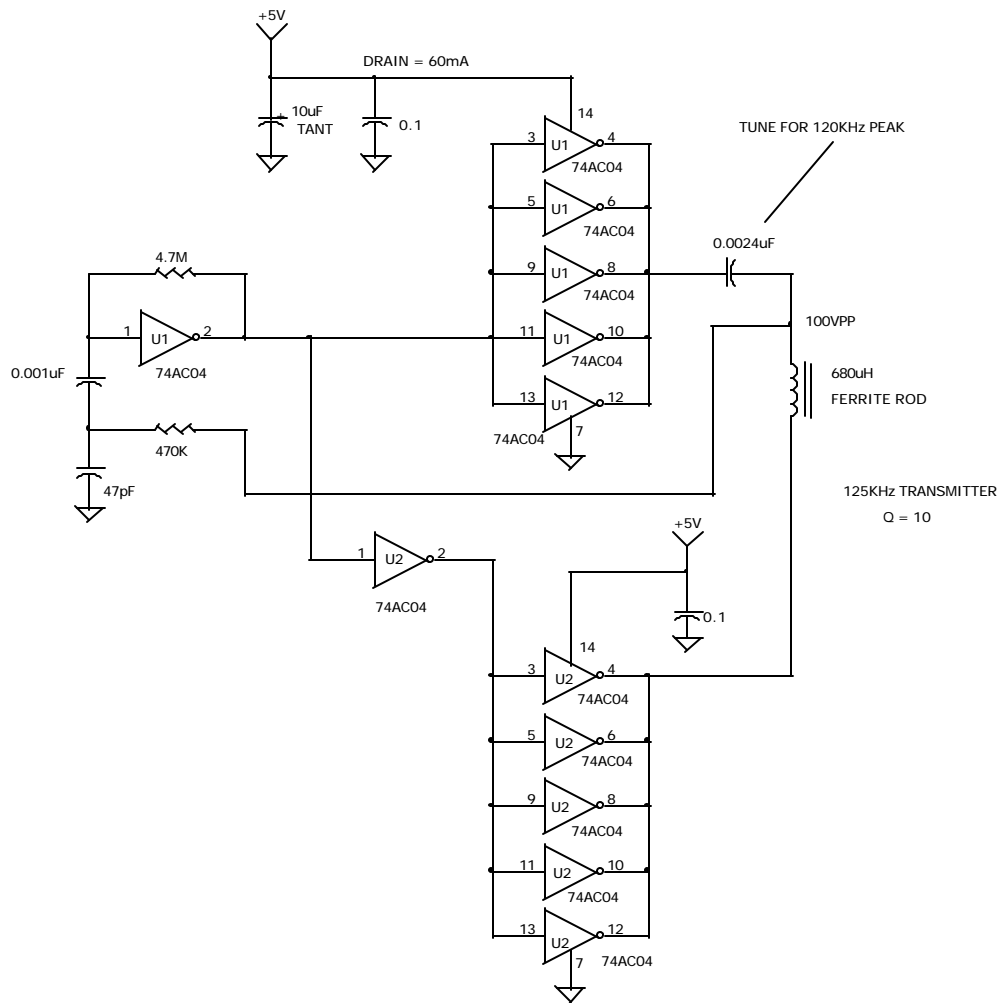 +5V
DRAIN = 60mA
10uF
TANT
0.1
14
3
U1
4
74AC04
TUNE FOR 120KHz PEAK
5
U1
6
74AC04
0.0024uF
4.7M
9
U1
8
74AC04
1
U1
2
74AC04
11
U1
10
74AC04
100VPP
0.001uF
680uH
FERRITE ROD
13
U1
12
74AC04
7
470K
47pF
125KHz TRANSMITTER
Q = 10
+5V
1
U2
2
74AC04
0.1
14
3
U2
4
74AC04
5
U2
6
74AC04
9
U2
8
74AC04
11
U2
10
74AC04
13
U2
12
7
74AC04